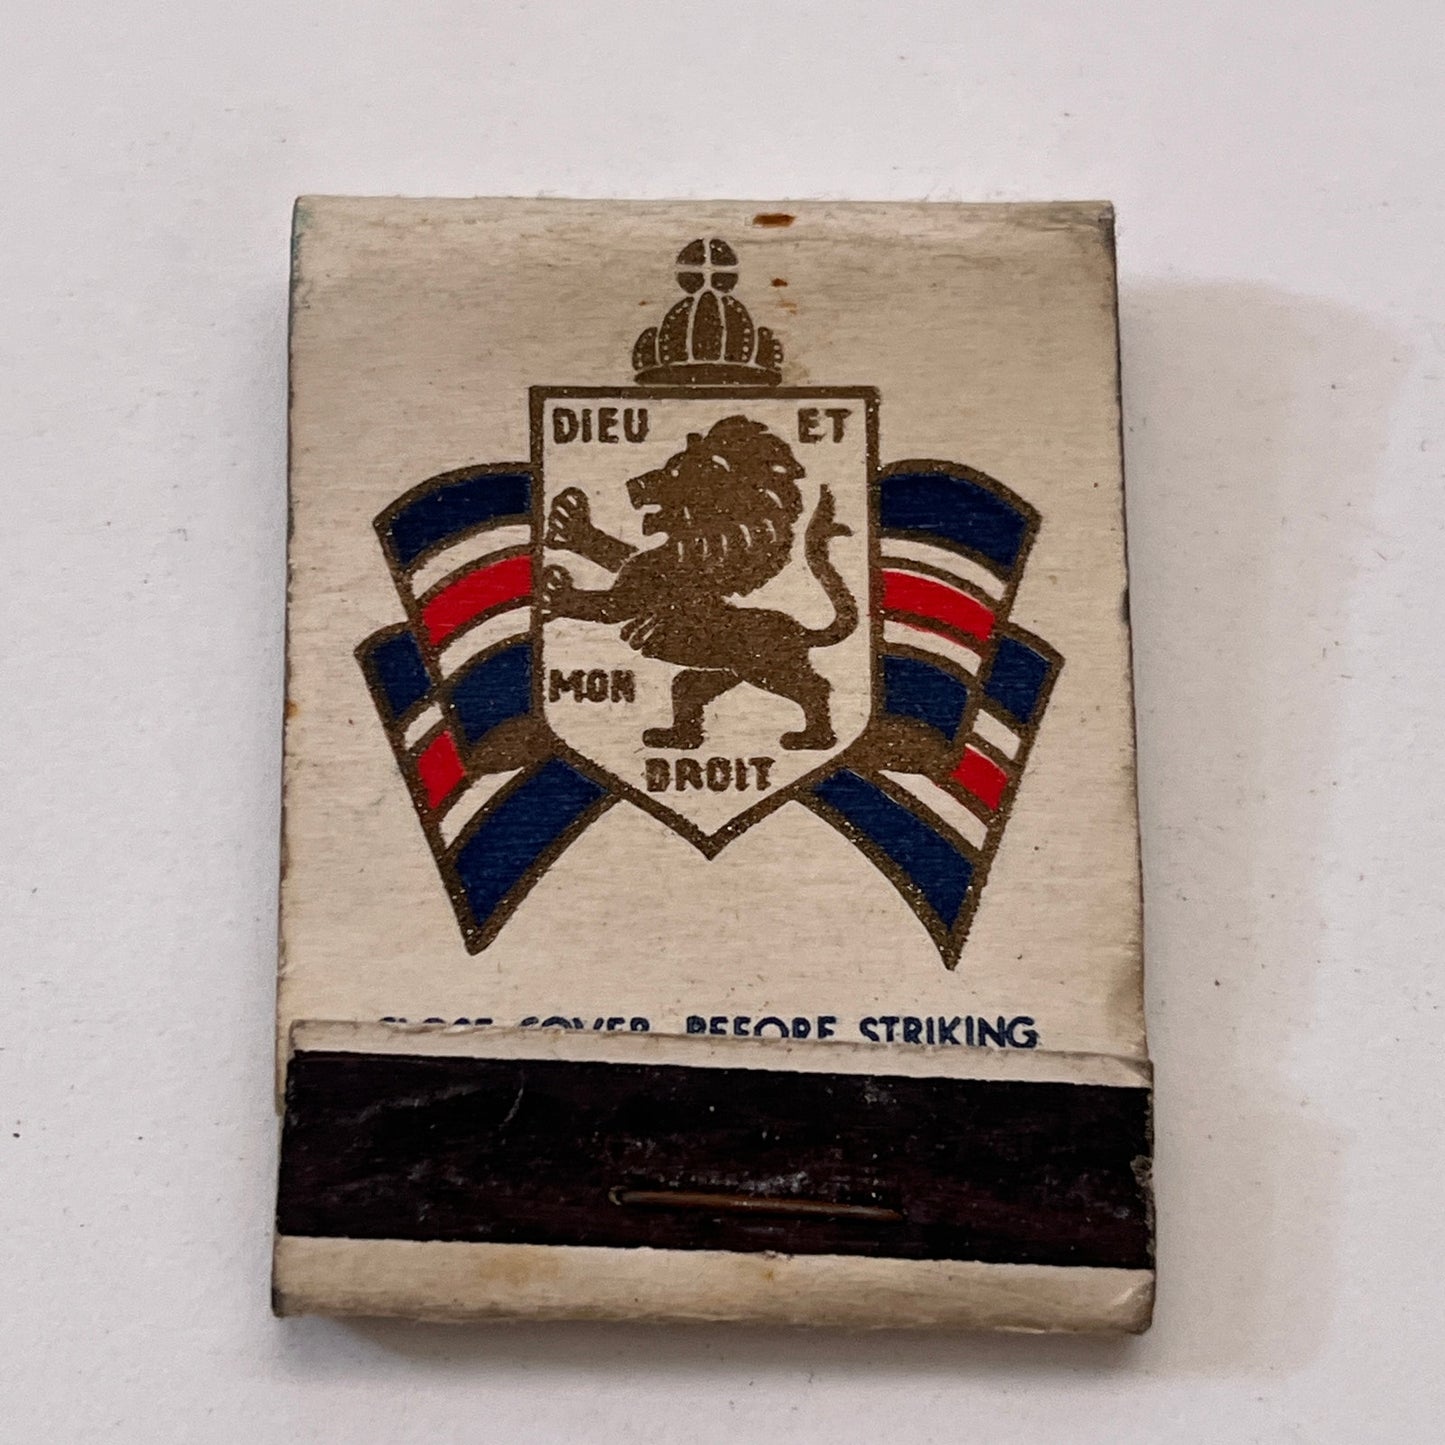 DIEU ET
MON
DROIT
CLOSE COVER BEFORE STRIKING